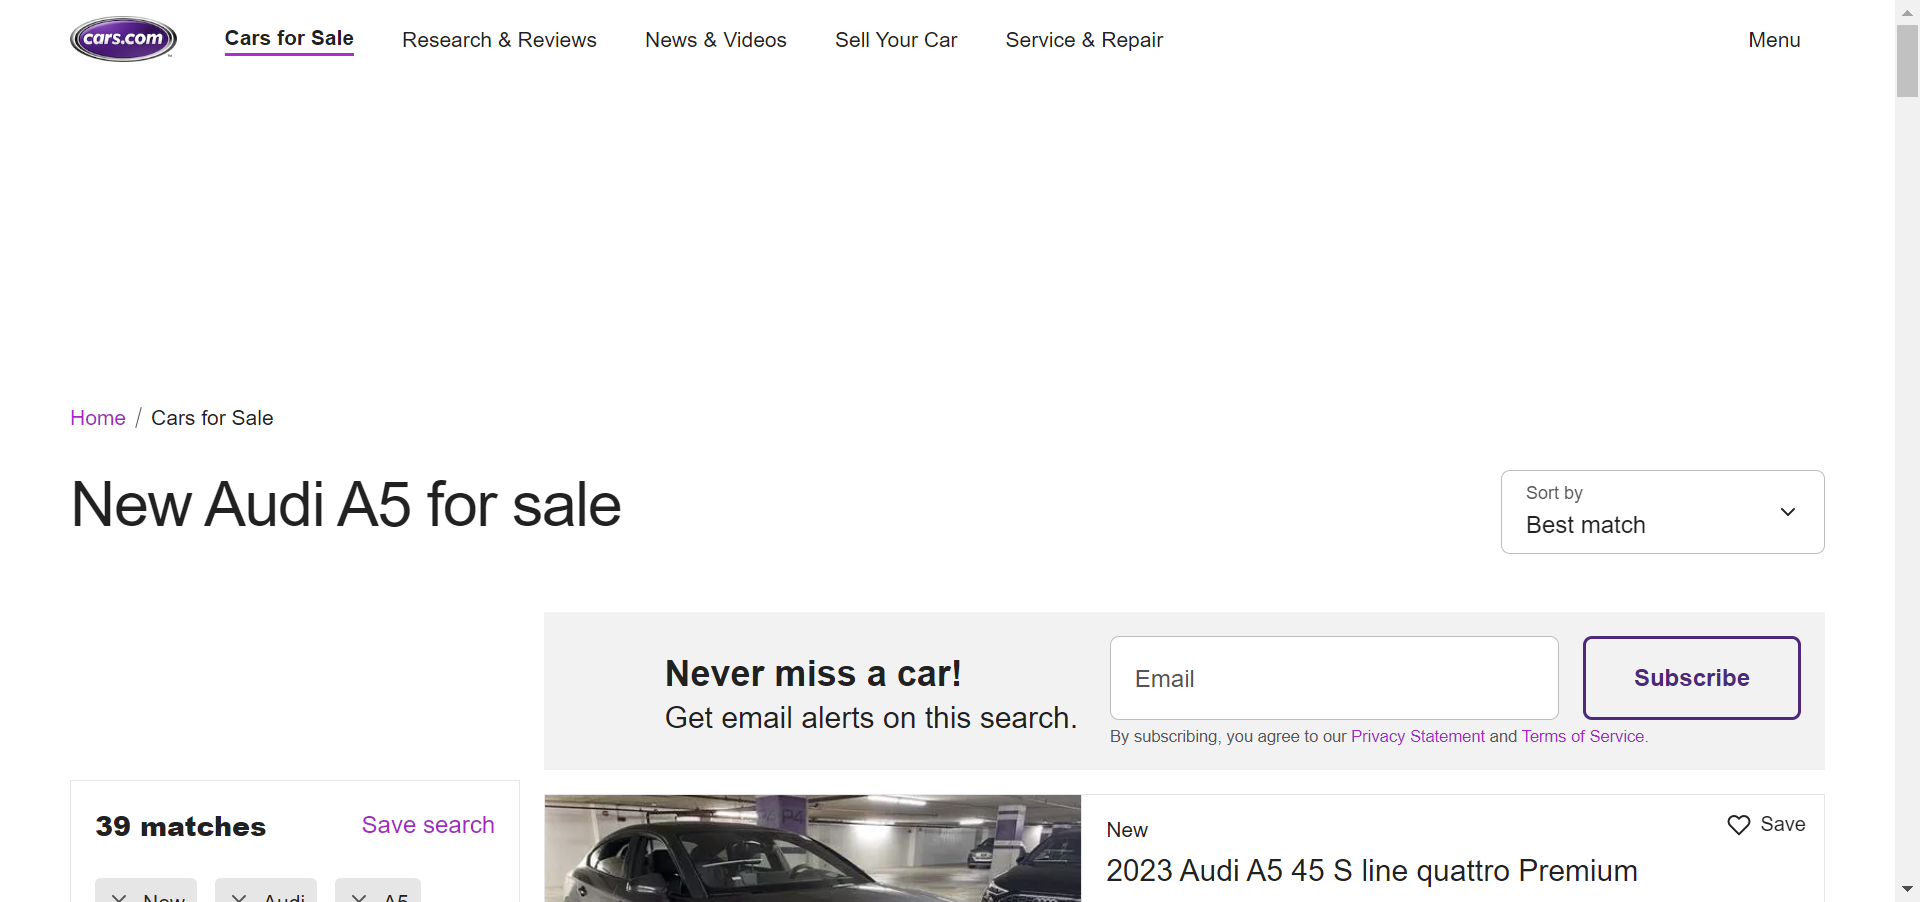 cars.com
Cars for Sale
Research & Reviews
News & Videos
Sell Your Car
Service & Repair
Menu
Home / Cars for Sale
New Audi A5 for sale
Sort by
Best match
Never miss a car!
Get email alerts on this search.
Email
Subscribe
By subscribing, you agree to our Privacy Statement and Terms of Service.
39 matches
Save search
New
Audi
A5
New
Save
2023 Audi A5 45 S line quattro Premium